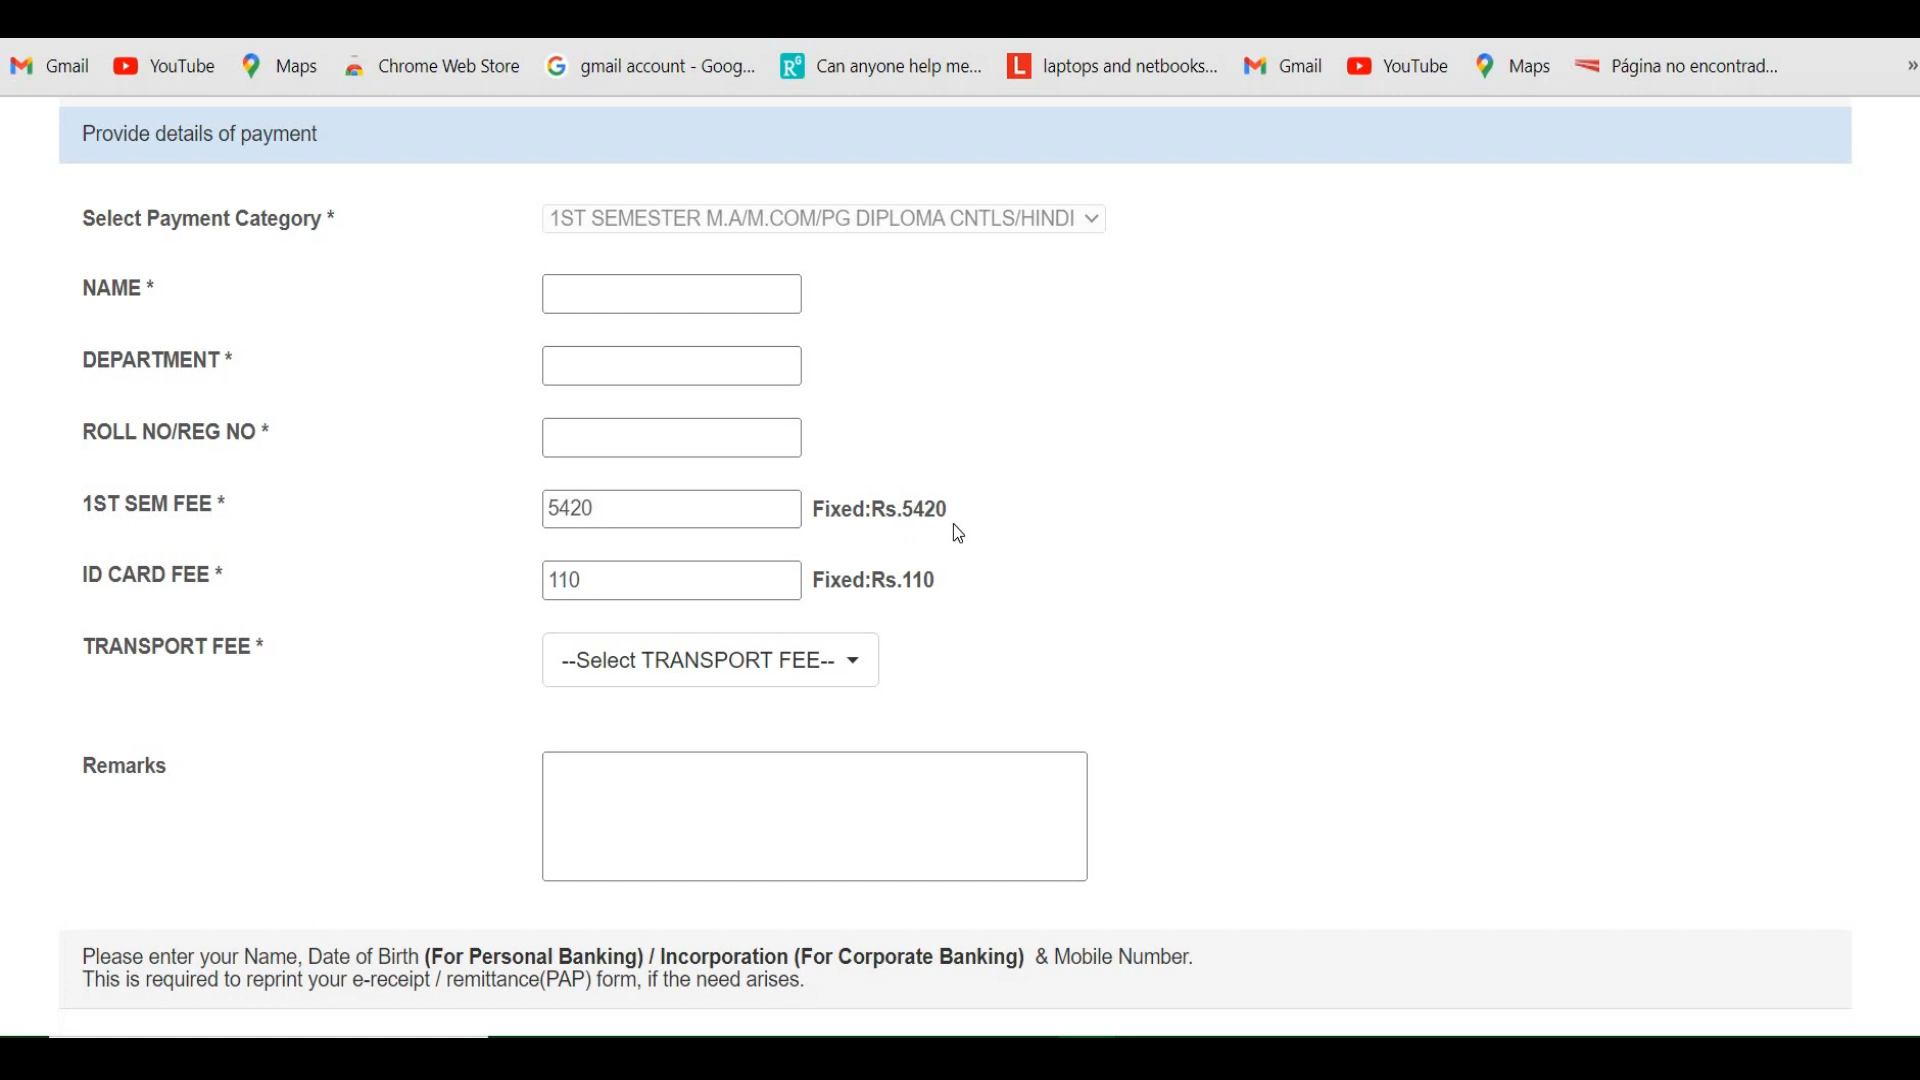 Gmail YouTube Maps Chrome Web Store gmail account - Goog... Can anyone help me... laptops and netbooks... Gmail YouTube Maps Página no encontrad... »
Provide details of payment
Select Payment Category * 1ST SEMESTER M.A/M.COM/PG DIPLOMA CNTLS/HINDI
NAME *
DEPARTMENT *
ROLL NO/REG NO *
1ST SEM FEE * 5420 Fixed:Rs.5420
ID CARD FEE * 110 Fixed:Rs.110
TRANSPORT FEE * --Select TRANSPORT FEE--
Remarks
Please enter your Name, Date of Birth (For Personal Banking) / Incorporation (For Corporate Banking) & Mobile Number.
This is required to reprint your e-receipt / remittance(PAP) form, if the need arises.